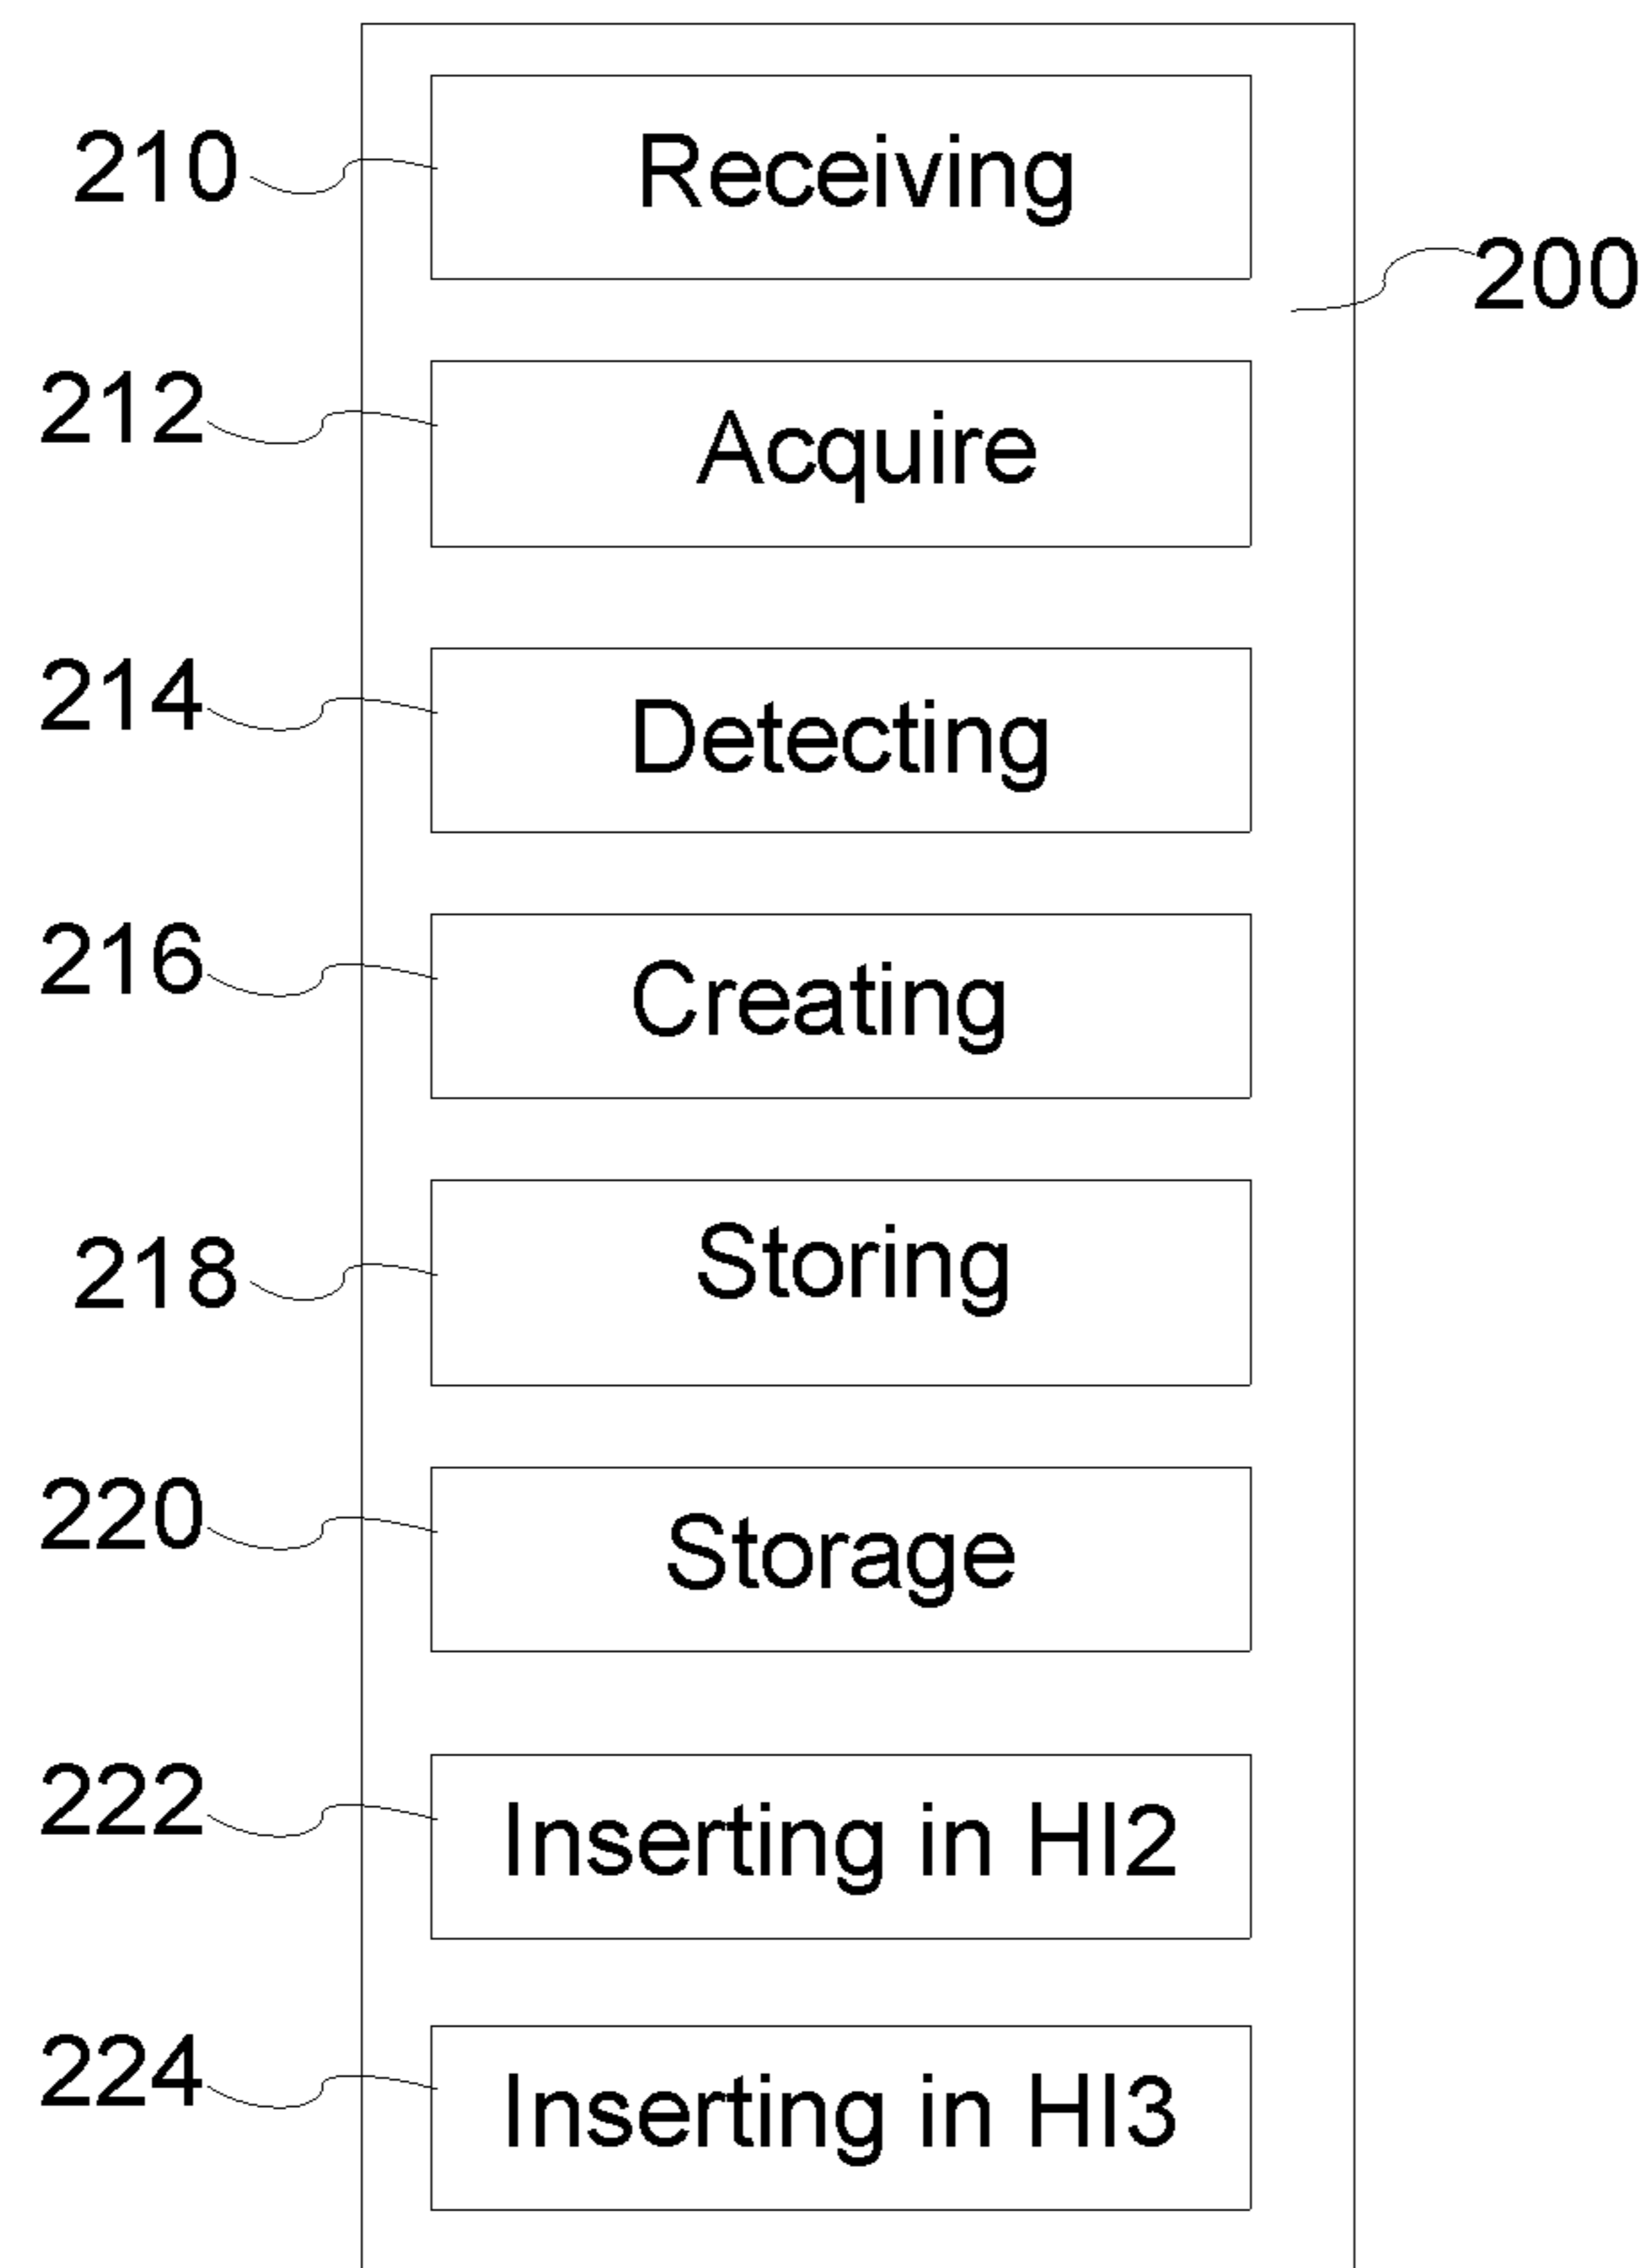 210
Receiving
200
212
Acquire
214
Detecting
216
Creating
218
Storing
220
Storage
222
Inserting in HI2
224
Inserting in HI3